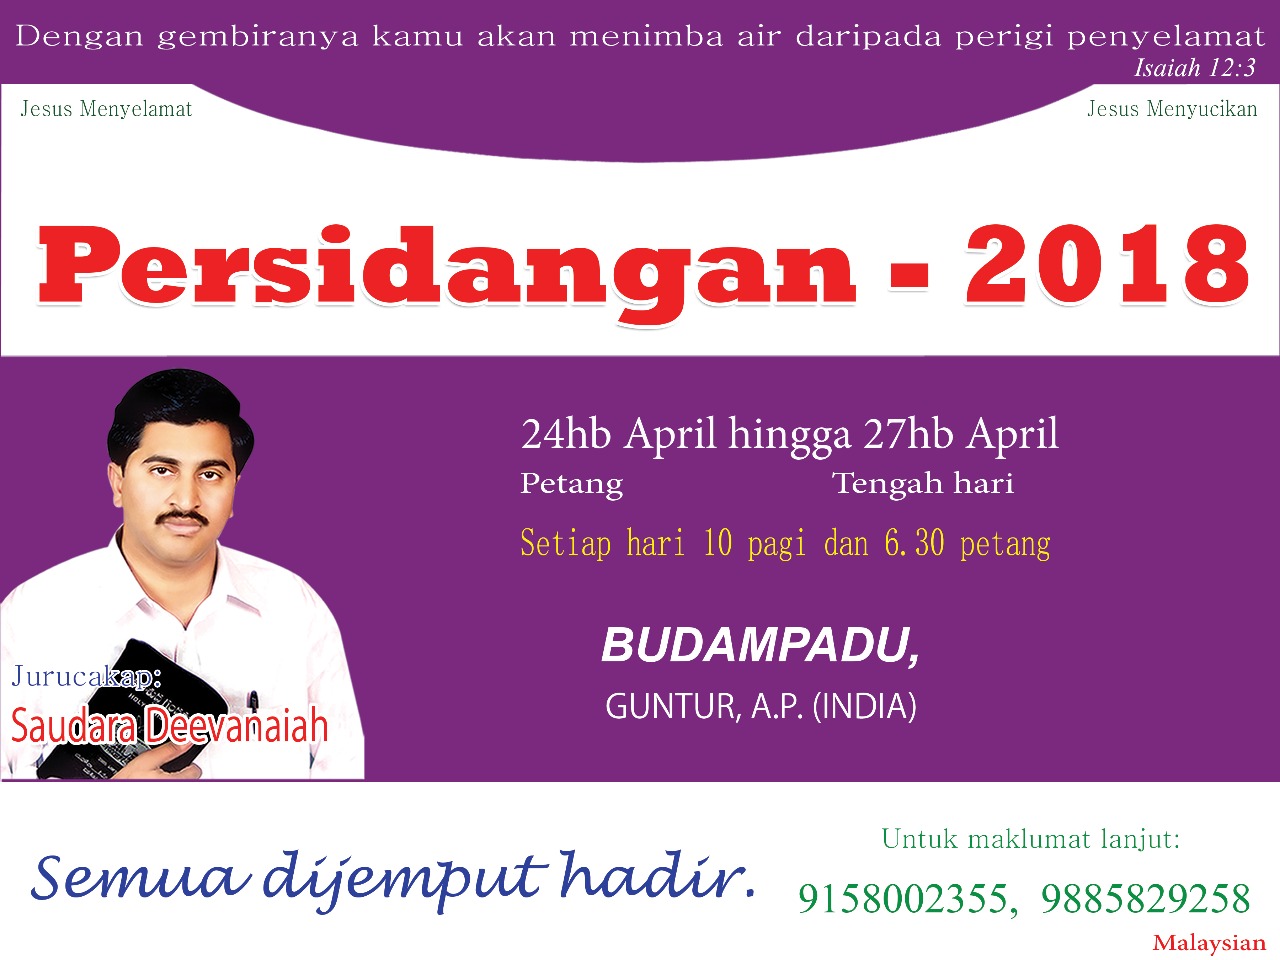 Dengan gembiranya kamu akan menimba air daripada perigi penyelamat
Isaiah 12:3
Jesus Menyelamat
Jesus Menyucikan
Persidangan - 2018
24hb April hingga 27hb April
Petang Tengah hari
Setiap hari 10 pagi dan 6.30 petang
BUDAMPADU,
GUNTUR, A.P. (INDIA)
Jurucakap:
Saudara Deevanaiah
Semua dijemput hadir.
Untuk maklumat lanjut:
9158002355, 9885829258
Malaysian